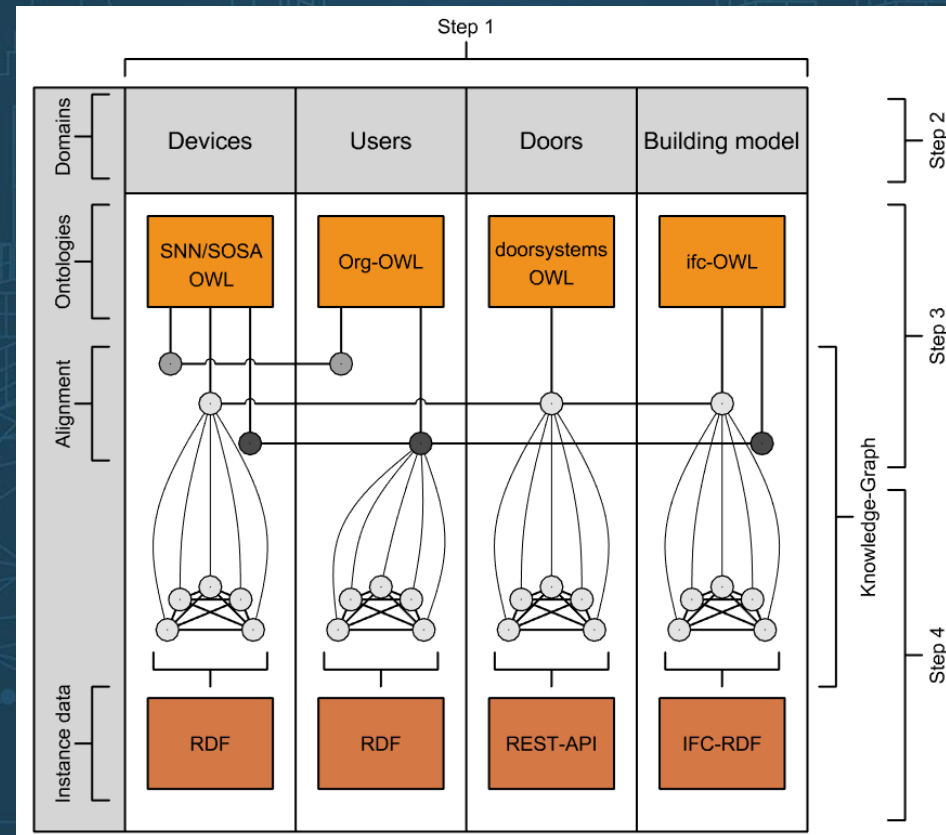 Step 1
Domains
Devices
Users
Doors
Building model
Step 2
Ontologies
SNN/SOSA
OWL
Org-OWL
doorsystems
OWL
ifc-OWL
Step 3
Alignment
Knowledge-Graph
Step 4
Instance data
RDF
RDF
REST-API
IFC-RDF